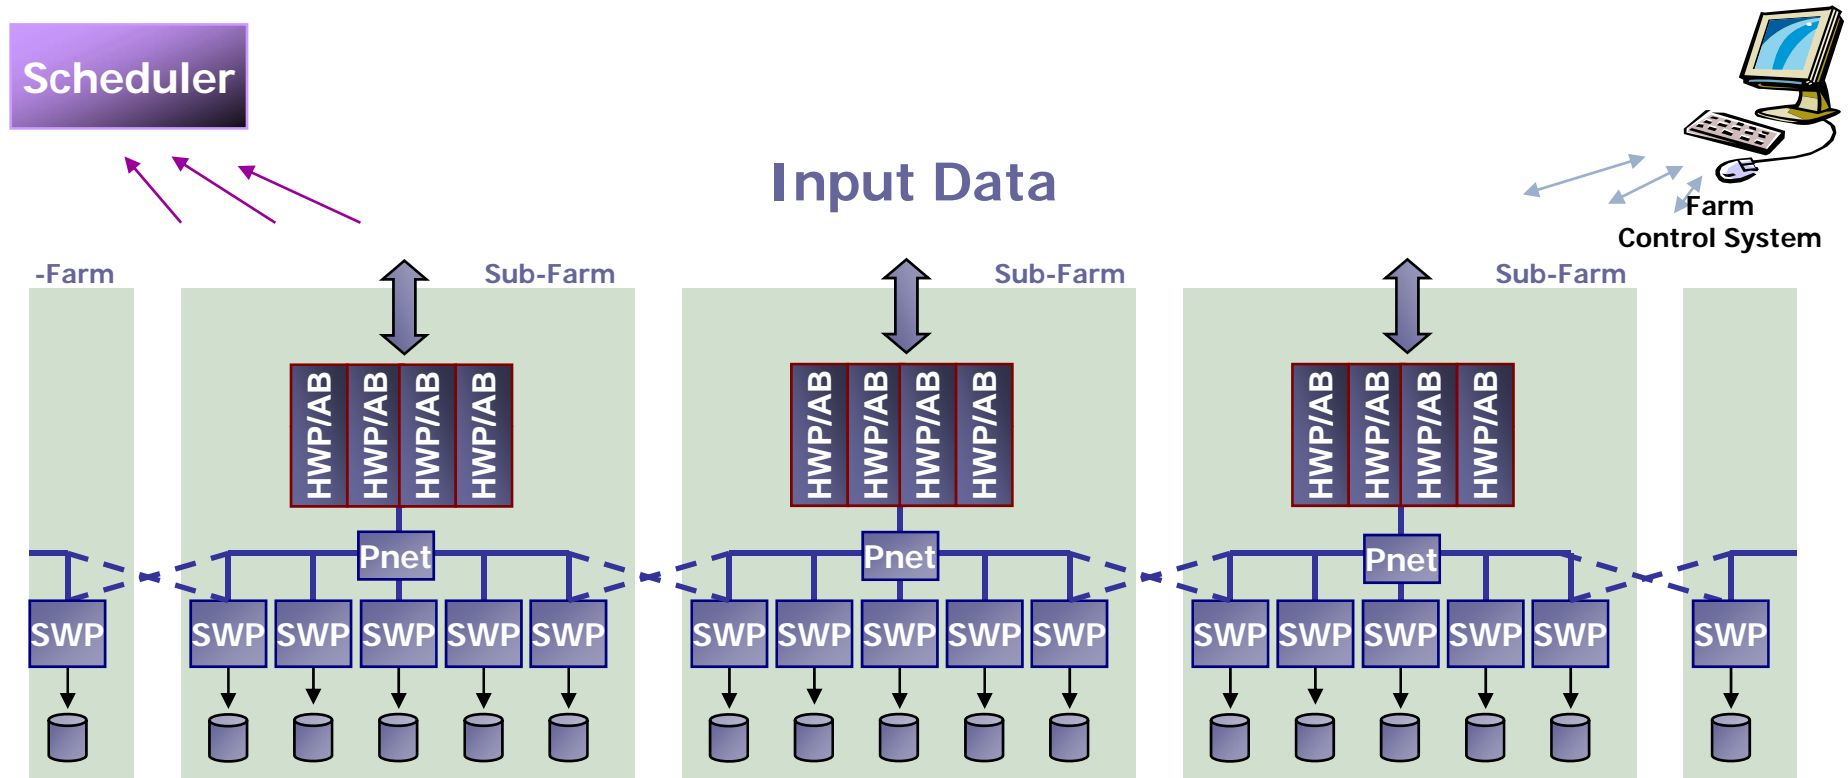 Scheduler
Input Data
Farm
Control System
-Farm
Sub-Farm
Sub-Farm
Sub-Farm
HWP/AB HWP/AB HWP/AB HWP/AB
HWP/AB HWP/AB HWP/AB HWP/AB
HWP/AB HWP/AB HWP/AB HWP/AB
Pnet
Pnet
Pnet
SWP
SWP SWP SWP SWP SWP
SWP SWP SWP SWP SWP
SWP SWP SWP SWP SWP
SWP